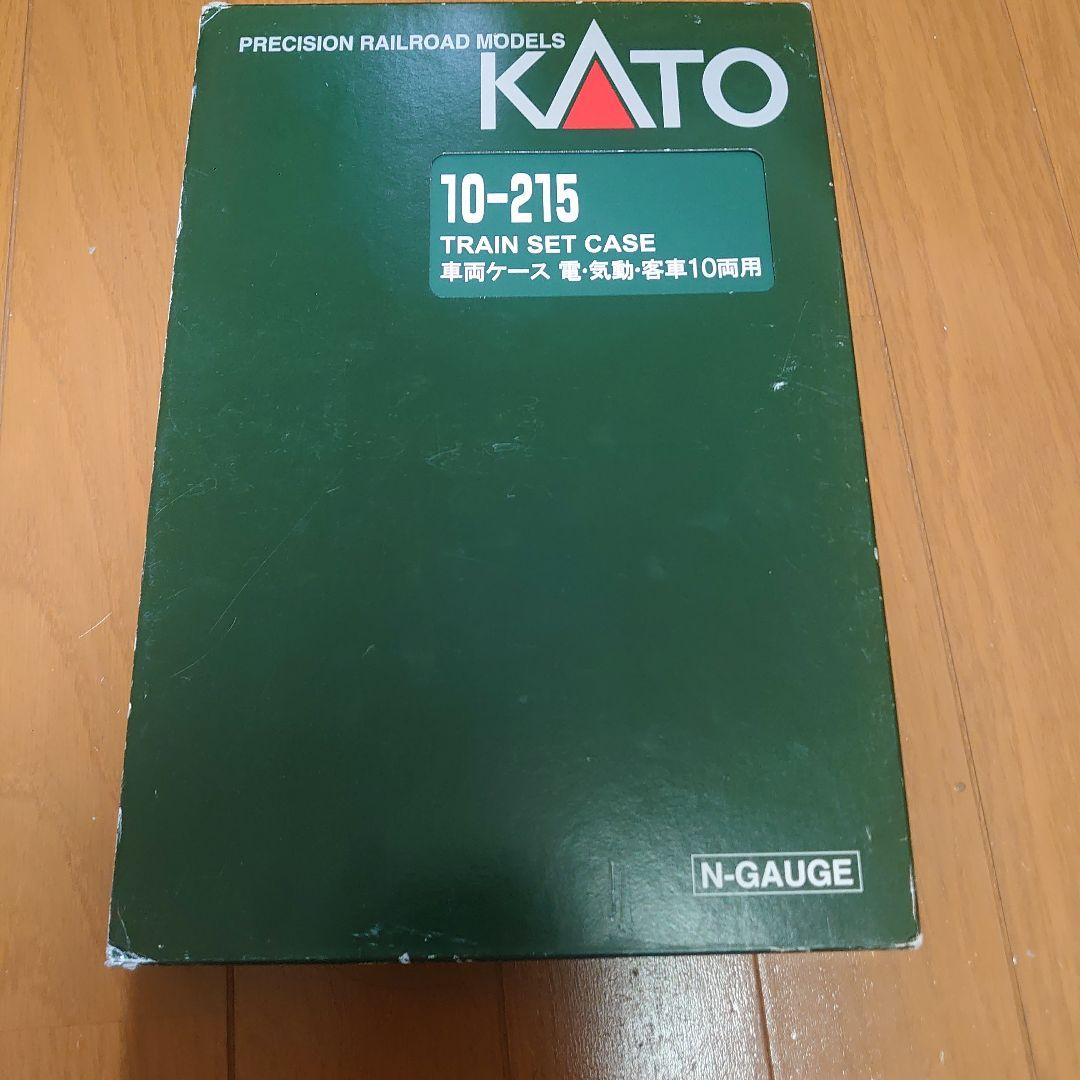 PRECISION RAILROAD MODELS
KATO
10-215
TRAIN SET CASE
車両ケース 電・気動・客車10両用
N-GAUGE